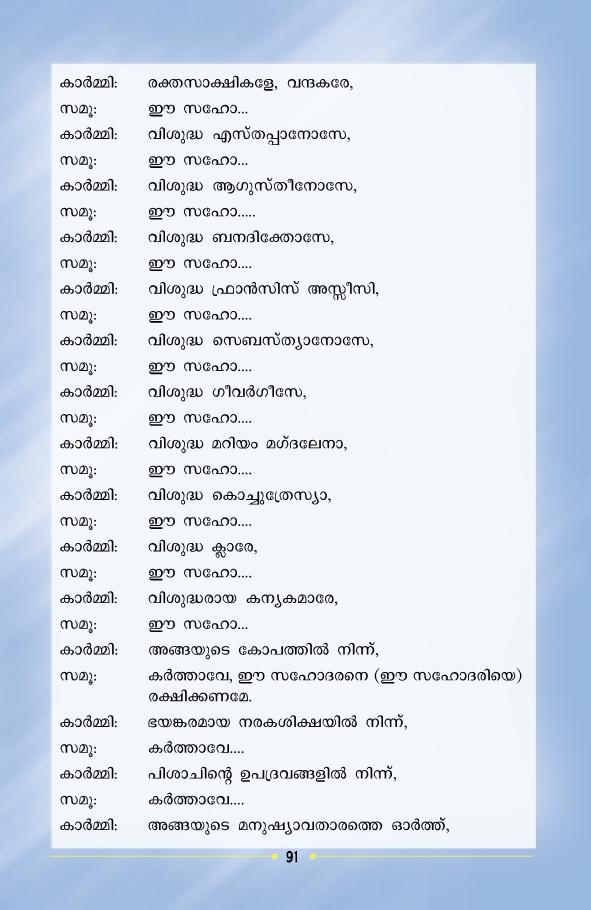 കാർമ്മി: രക്തസാക്ഷികളേ, വന്ദകരേ,
സമൂ: ഈ സഹോ...
കാർമ്മി: വിശുദ്ധ എസ്തപ്പാനോസേ,
സമൂ: ഈ സഹോ...
കാർമ്മി: വിശുദ്ധ ആഗുസ്തീനോസേ,
സമൂ: ഈ സഹോ.....
കാർമ്മി: വിശുദ്ധ ബനദിക്തോസേ,
സമൂ: ഈ സഹോ....
കാർമ്മി: വിശുദ്ധ ഫ്രാൻസിസ് അസ്സീസി,
സമൂ: ഈ സഹോ....
കാർമ്മി: വിശുദ്ധ സെബസ്ത്യാനോസേ,
സമൂ: ഈ സഹോ....
കാർമ്മി: വിശുദ്ധ ഗീവർഗീസേ,
സമൂ: ഈ സഹോ....
കാർമ്മി: വിശുദ്ധ മറിയം മഗ്ദലേനാ,
സമൂ: ഈ സഹോ....
കാർമ്മി: വിശുദ്ധ കൊച്ചുത്രേസ്യാ,
സമൂ: ഈ സഹോ....
കാർമ്മി: വിശുദ്ധ ക്ലാരേ,
സമൂ: ഈ സഹോ....
കാർമ്മി: വിശുദ്ധരായ കന്യകമാരേ,
സമൂ: ഈ സഹോ...
കാർമ്മി: അങ്ങയുടെ കോപത്തിൽ നിന്ന്,
സമൂ: കർത്താവേ, ഈ സഹോദരനെ (ഈ സഹോദരിയെ)
രക്ഷിക്കണമേ.
കാർമ്മി: ഭയങ്കരമായ നരകശിക്ഷയിൽ നിന്ന്,
സമൂ: കർത്താവേ....
കാർമ്മി: പിശാചിന്റെ ഉപദ്രവങ്ങളിൽ നിന്ന്,
സമൂ: കർത്താവേ....
കാർമ്മി: അങ്ങയുടെ മനുഷ്യാവതാരത്തെ ഓർത്ത്,
91